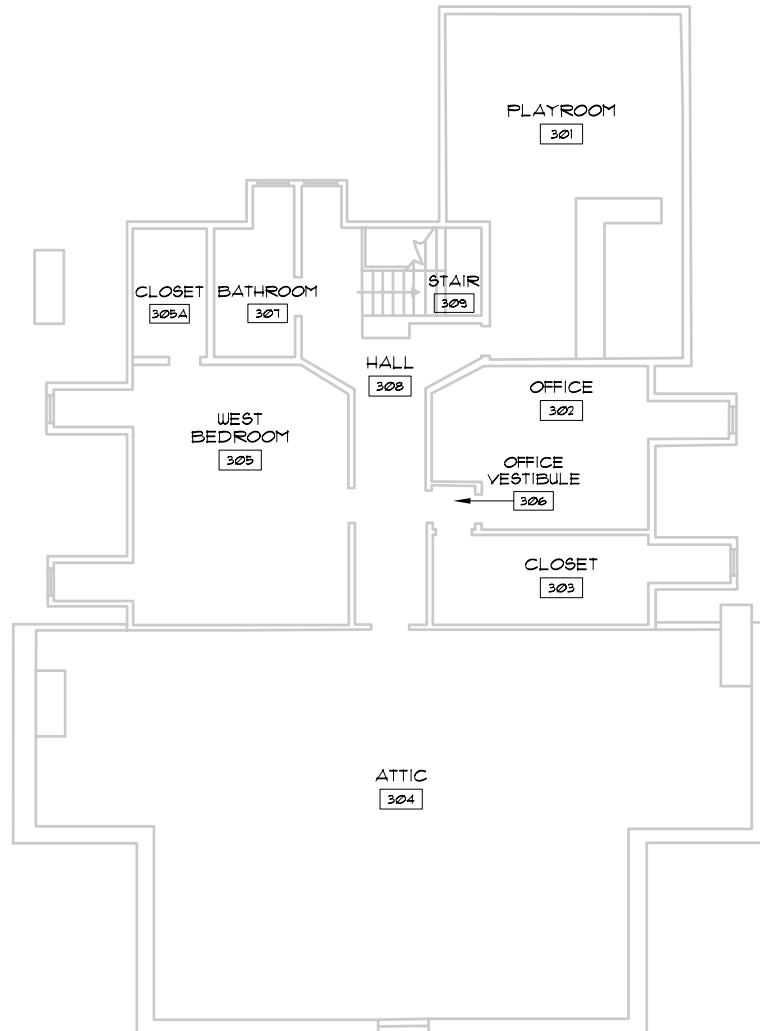 PLAYROOM
301
CLOSET
305A
BATHROOM
307
STAIR
309
HALL
308
OFFICE
302
WEST
BEDROOM
305
OFFICE
VESTIBULE
306
CLOSET
303
ATTIC
304